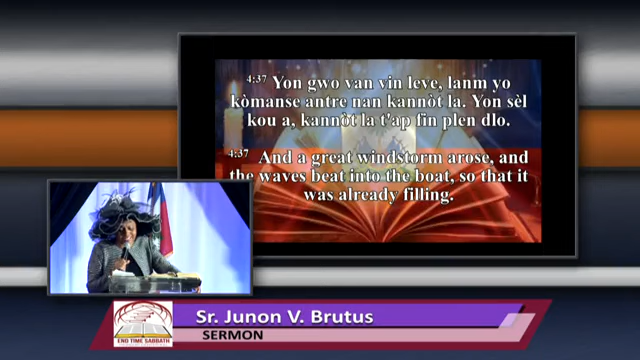 4:37 Yon gwo van vin leve, lanm yo
kòmanse antre nan kannòt la. Yon sèl
kou a, kannòt la t'ap fin plen dlo.
4:37 And a great windstorm arose, and
the waves beat into the boat, so that it
was already filling.
Sr. Junon V. Brutus
SERMON
END TIME SABBATH